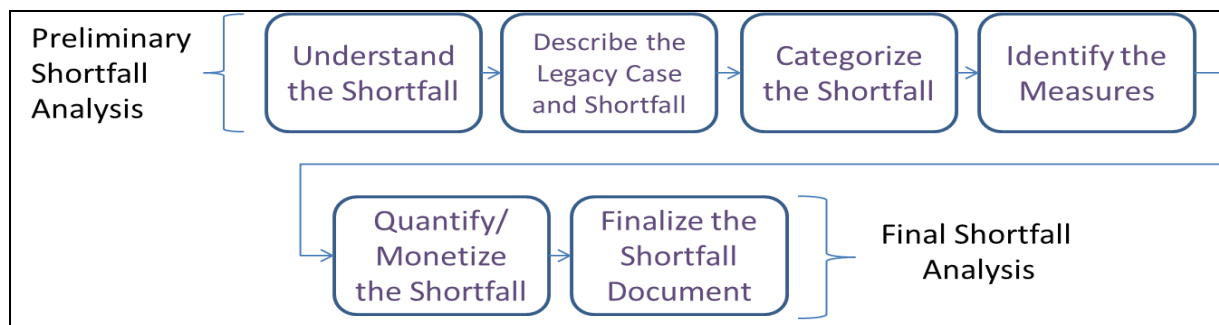 Preliminary
Shortfall
Analysis
Understand
the Shortfall
Describe the
Legacy Case
and Shortfall
Categorize
the Shortfall
Identify the
Measures
Quantify/
Monetize
the Shortfall
Finalize the
Shortfall
Document
Final Shortfall
Analysis